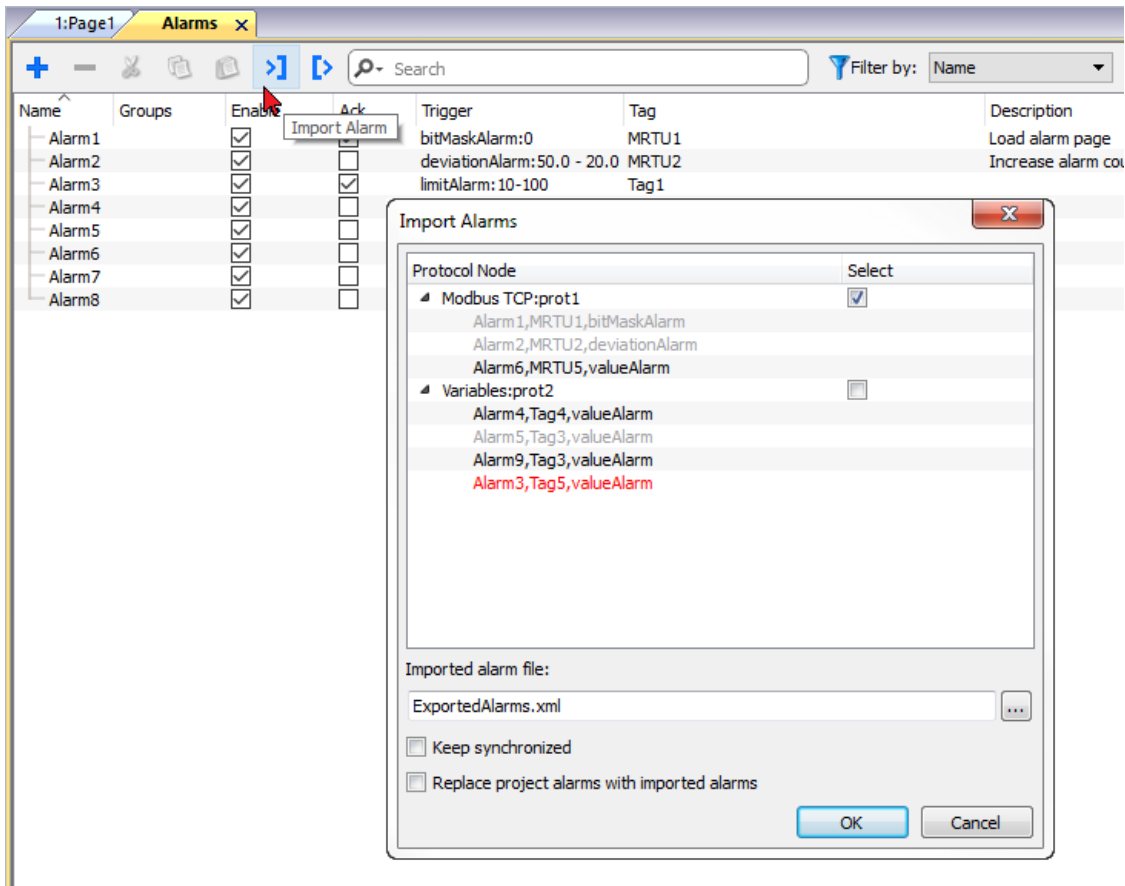 1:Page1 Alarms x
Search Filter by: Name
Name Groups Enable Ack Trigger Tag Description
Import Alarm
Alarm1 bitMaskAlarm:0 MRTU1 Load alarm page
Alarm2 deviationAlarm:50.0 - 20.0 MRTU2 Increase alarm cou
Alarm3 limitAlarm:10-100 Tag1
Alarm4
Alarm5
Alarm6
Alarm7
Alarm8
Import Alarms
Protocol Node Select
Modbus TCP:prot1
Alarm1,MRTU1,bitMaskAlarm
Alarm2,MRTU2,deviationAlarm
Alarm6,MRTU5,valueAlarm
Variables:prot2
Alarm4,Tag4,valueAlarm
Alarm5,Tag3,valueAlarm
Alarm9,Tag3,valueAlarm
Alarm3,Tag5,valueAlarm
Imported alarm file:
ExportedAlarms.xml ...
Keep synchronized
Replace project alarms with imported alarms
OK Cancel